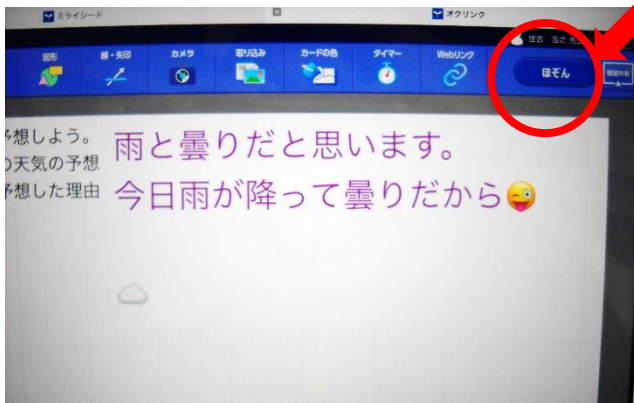 ミライシード
オクリンク
図形
線・矢印
カメラ
取り込み
カードの色
タイマー
Webリンク
ほぞん
画面共有
予想しよう。
の天気の予想
予想した理由
雨と曇りだと思います。
今日雨が降って曇りだから😜